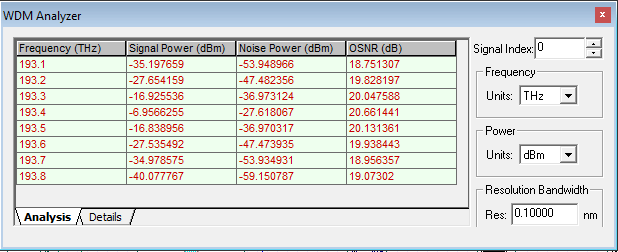 WDM Analyzer
Frequency (THz) Signal Power (dBm) Noise Power (dBm) OSNR (dB)
193.1 -35.197659 -53.948966 18.751307
193.2 -27.654159 -47.482356 19.828197
193.3 -16.925536 -36.973124 20.047588
193.4 -6.9566255 -27.618067 20.661441
193.5 -16.838956 -36.970317 20.131361
193.6 -27.535492 -47.473935 19.938443
193.7 -34.978575 -53.934931 18.956357
193.8 -40.077767 -59.150787 19.07302
Analysis Details
Signal Index: 0
Frequency
Units: THz
Power
Units: dBm
Resolution Bandwidth
Res: 0.10000 nm